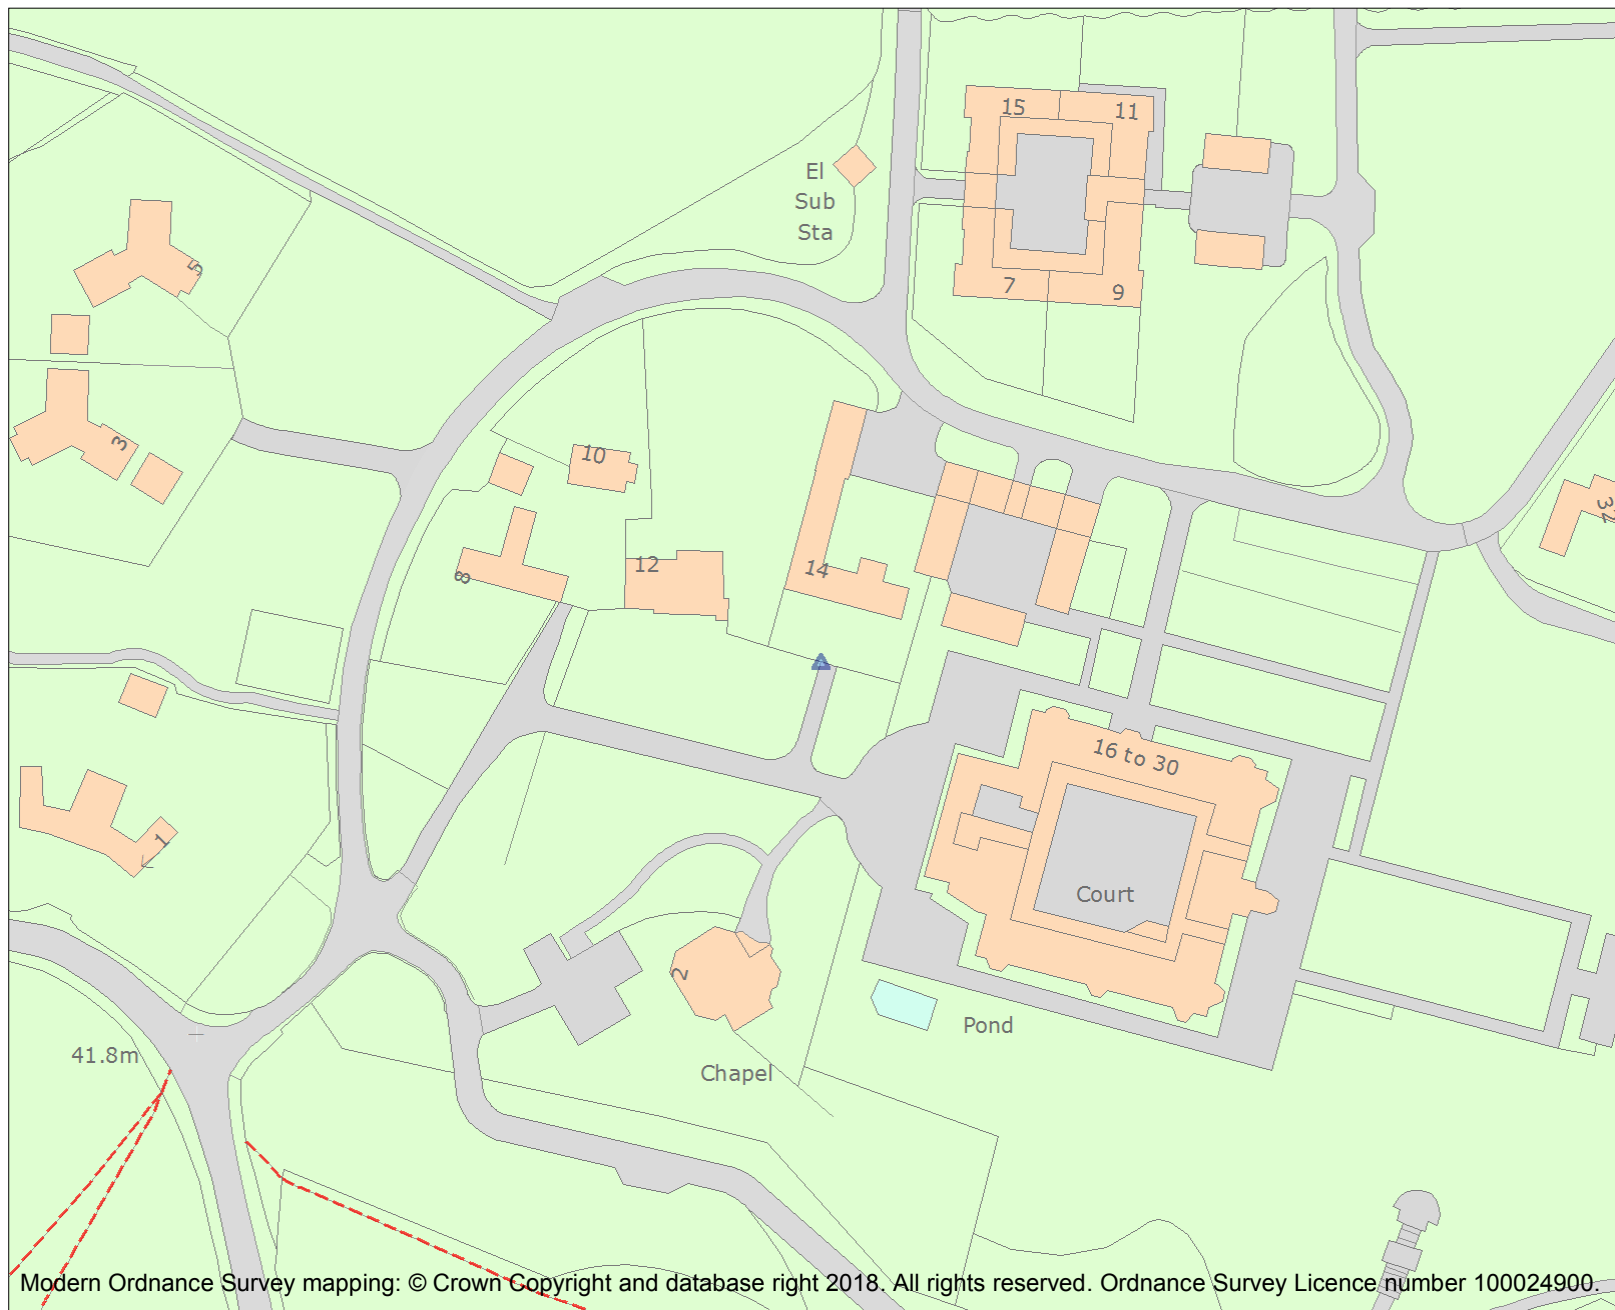 15
11
El
Sub
Sta
5
7
9
3
10
32
12
14
8
16 to 30
1
Court
2
Pond
41.8m
Chapel
Modern Ordnance Survey mapping: © Crown Copyright and database right 2018. All rights reserved. Ordnance Survey Licence number 100024900.